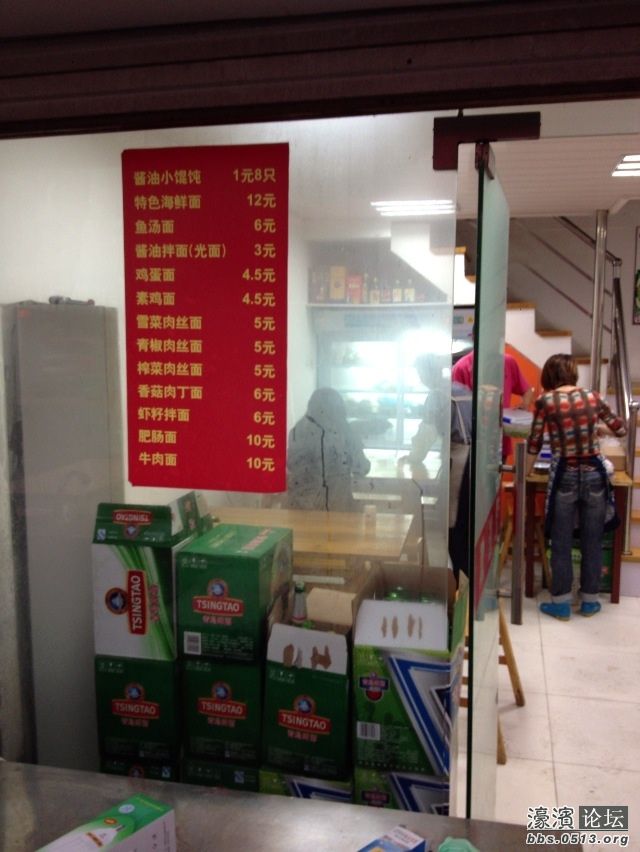 酱油小馄饨 1元8只
特色海鲜面 12元
鱼汤面 6元
酱油拌面(光面) 3元
鸡蛋面 4.5元
素鸡面 4.5元
雪菜肉丝面 5元
青椒肉丝面 5元
榨菜肉丝面 5元
香菇肉丁面 6元
虾籽拌面 6元
肥肠面 10元
牛肉面 10元
TSINGTAO
TSINGTAO
TSINGTAO
TSINGTAO
TSINGTAO
TSINGTAO
濠滨论坛
bbs.0513.org